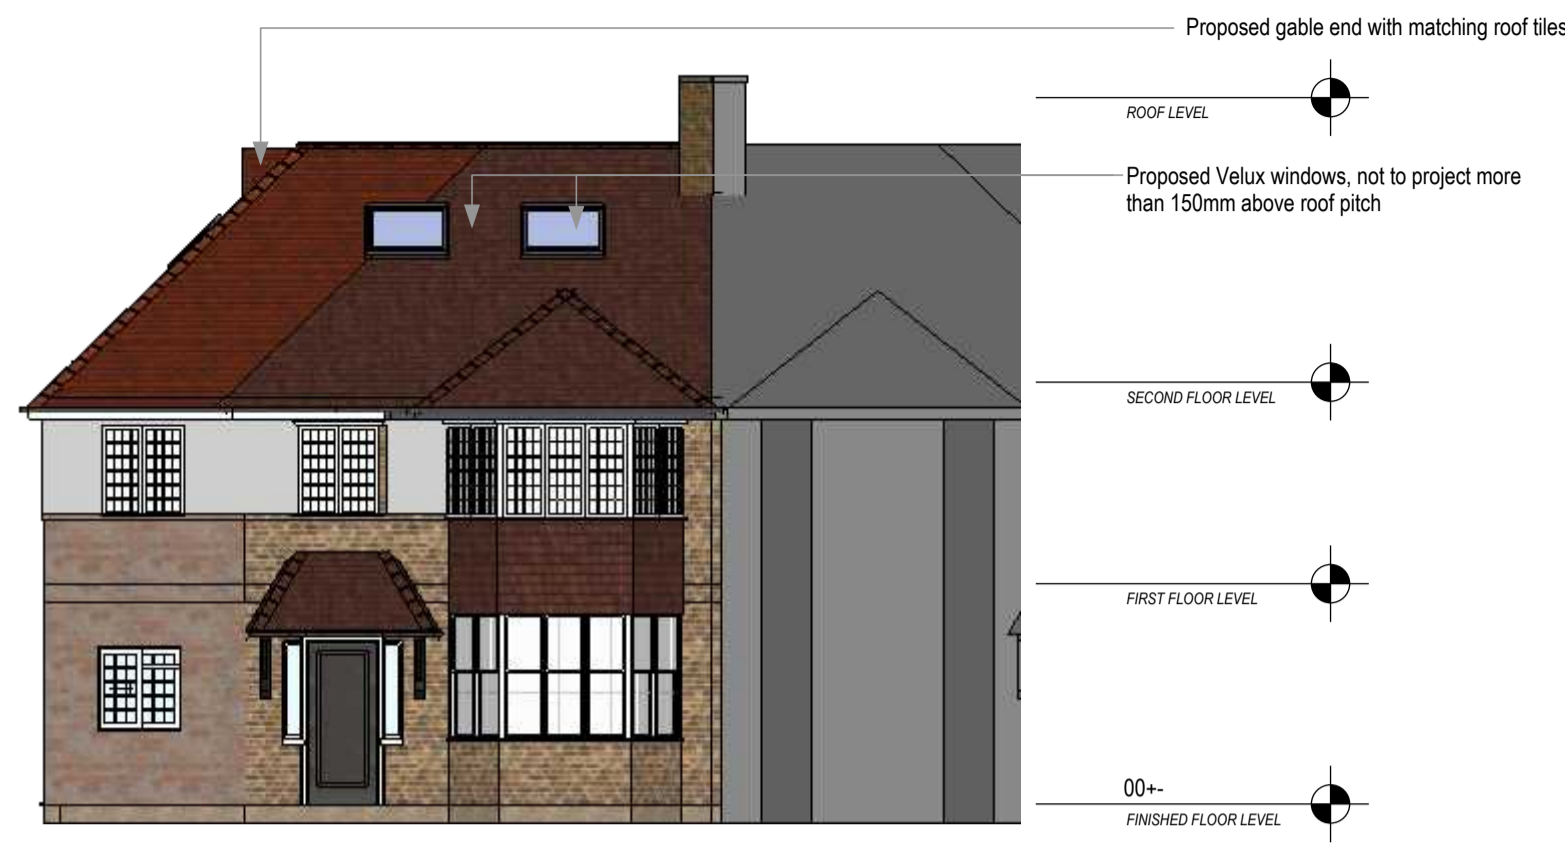 Proposed gable end with matching roof tiles
ROOF LEVEL
Proposed Velux windows, not to project more
than 150mm above roof pitch
SECOND FLOOR LEVEL
FIRST FLOOR LEVEL
00+-
FINISHED FLOOR LEVEL